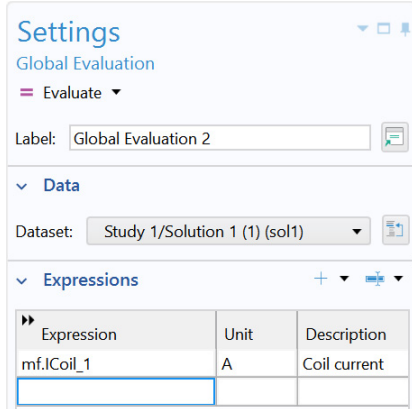 Settings
Global Evaluation
= Evaluate
Label: Global Evaluation 2
Data
Dataset: Study 1/Solution 1 (1) (sol1)
Expressions
Expression Unit Description
mf.ICoil_1 A Coil current